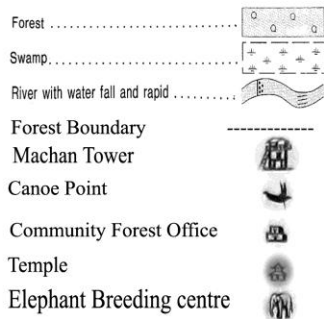 Forest ........................
Swamp........................
River with water fall and rapid ........
Forest Boundary
Machan Tower
Canoe Point
Community Forest Office
Temple
Elephant Breeding centre